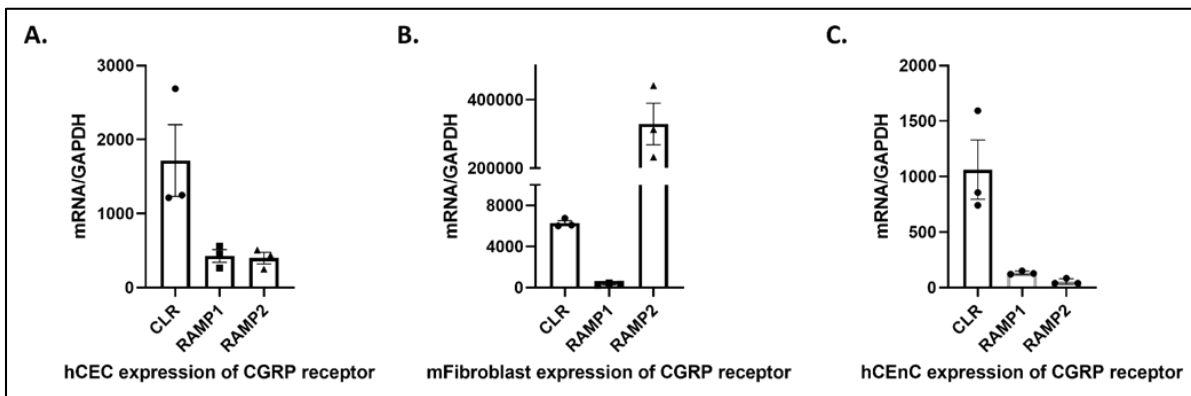 A.
mRNA/GAPDH
3000
2000
1000
0
CLR
RAMP1
RAMP2
hCEC expression of CGRP receptor
B.
mRNA/GAPDH
400000
200000
8000
4000
0
CLR
RAMP1
RAMP2
mFibroblast expression of CGRP receptor
C.
mRNA/GAPDH
2000
1500
1000
500
0
CLR
RAMP1
RAMP2
hCEnC expression of CGRP receptor